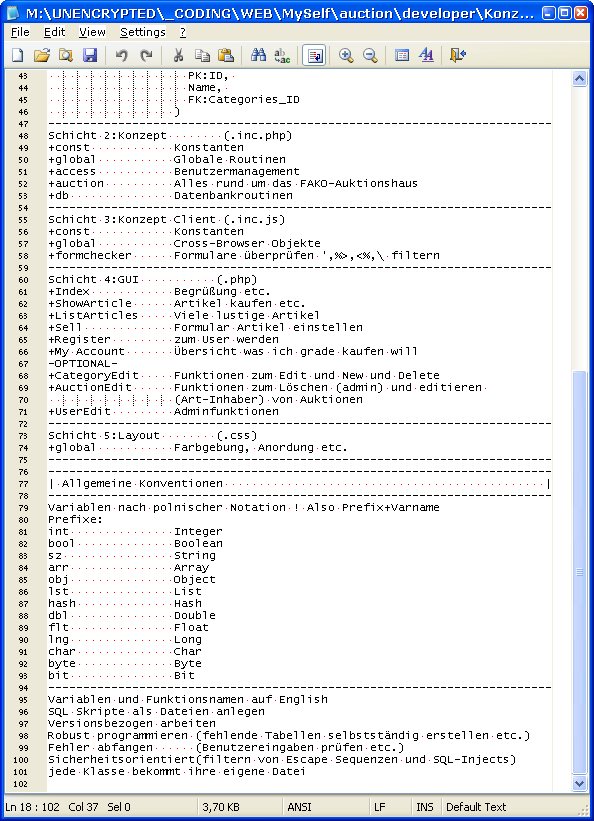 M:\UNENCRYPTED\_CODING\WEB\MySelf\auction\developer\Konz...
File Edit View Settings ?
43 PK:ID,
44 Name,
45 FK:Categories_ID
46 )
47 ------------------------------------------------------------------------
48 Schicht 2:Konzept (.inc.php)
49 +const Konstanten
50 +global Globale Routinen
51 +access Benutzermanagement
52 +auction Alles rund um das FAKO-Auktionshaus
53 +db Datenbankroutinen
54 ------------------------------------------------------------------------
55 Schicht 3:Konzept Client (.inc.js)
56 +const Konstanten
57 +global Cross-Browser Objekte
58 +formchecker Formulare überprüfen ',%>,<%,\ filtern
59 ------------------------------------------------------------------------
60 Schicht 4:GUI (.php)
61 +Index Begrüßung etc.
62 +ShowArticle Artikel kaufen etc.
63 +ListArticles Viele lustige Artikel
64 +Sell Formular Artikel einstellen
65 +Register zum User werden
66 +My Account Übersicht was ich grade kaufen will
67 -OPTIONAL-
68 +CategoryEdit Funktionen zum Edit und New und Delete
69 +AuctionEdit Funktionen zum Löschen (admin) und editieren
70 (Art-Inhaber) von Auktionen
71 +UserEdit Adminfunktionen
72 ------------------------------------------------------------------------
73 Schicht 5:Layout (.css)
74 +global Farbgebung, Anordung etc.
75 ------------------------------------------------------------------------
76 ------------------------------------------------------------------------
77 | Allgemeine Konventionen |
78 ------------------------------------------------------------------------
79 Variablen nach polnischer Notation ! Also Prefix+Varname
80 Prefixe:
81 int Integer
82 bool Boolean
83 sz String
84 arr Array
85 obj Object
86 lst List
87 hash Hash
88 dbl Double
89 flt Float
90 lng Long
91 char Char
92 byte Byte
93 bit Bit
94 ------------------------------------------------------------------------
95 Variablen und Funktionsnamen auf English
96 SQL Skripte als Dateien anlegen
97 Versionsbezogen arbeiten
98 Robust programmieren (fehlende Tabellen selbstständig erstellen etc.)
99 Fehler abfangen (Benutzereingaben prüfen etc.)
100 Sicherheitsorientiert(filtern von Escape Sequenzen und SQL-Injects)
101 jede Klasse bekommt ihre eigene Datei
102
Ln 18 : 102 Col 37 Sel 0 3,70 KB ANSI LF INS Default Text